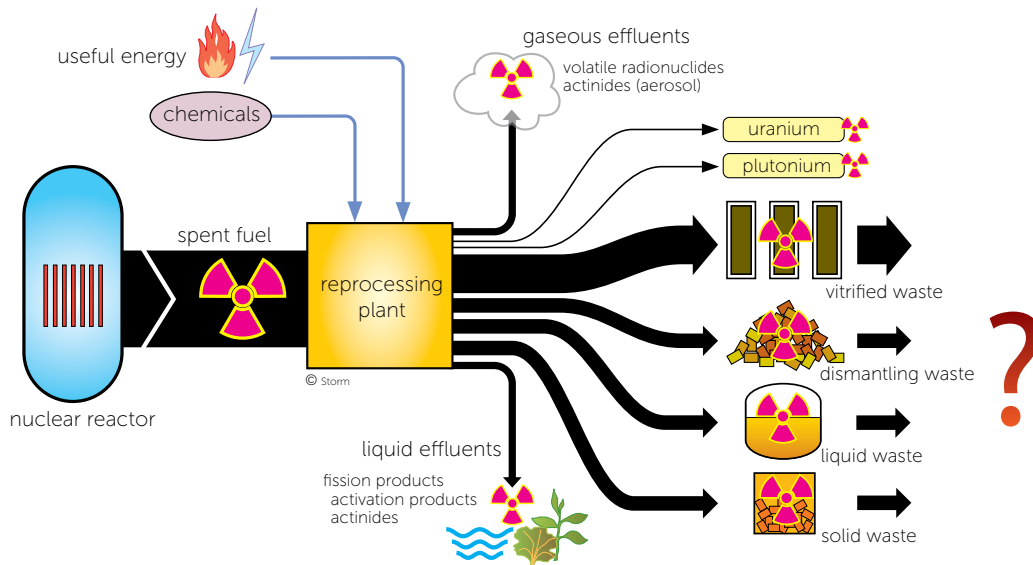 gaseous effluents
useful energy
volatile radionuclides
actinides (aerosol)
chemicals
uranium
plutonium
spent fuel
reprocessing
plant
vitrified waste
© Storm
dismantling waste
nuclear reactor
liquid effluents
liquid waste
fission products
activation products
actinides
solid waste
?